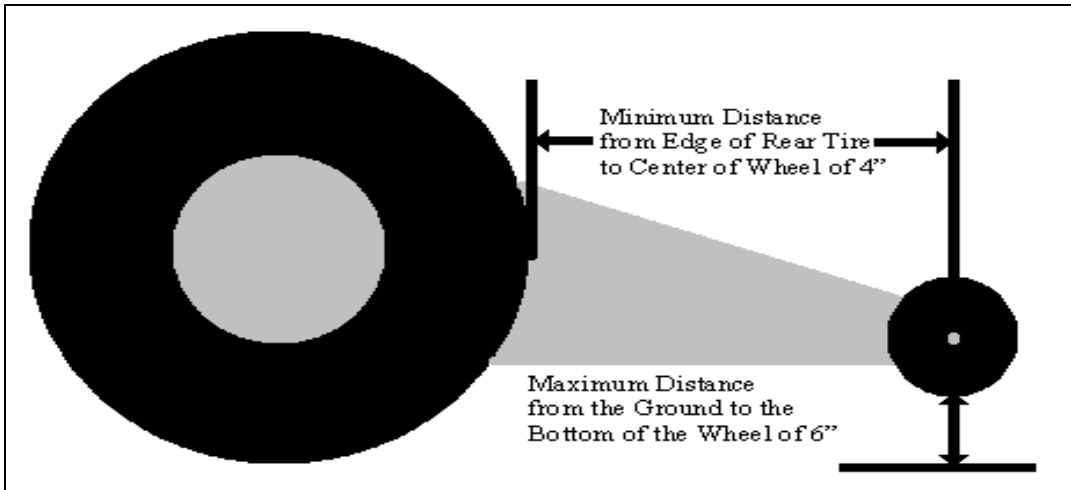 Minimum Distance
from Edge of Rear Tire
to Center of Wheel of 4”
Maximum Distance
from the Ground to the
Bottom of the Wheel of 6”